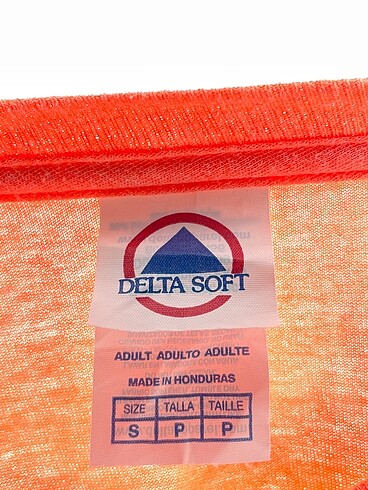 DELTA SOFT
ADULT ADULTO ADULTE
MADE IN HONDURAS
SIZE TALLA TAILLE
S P P